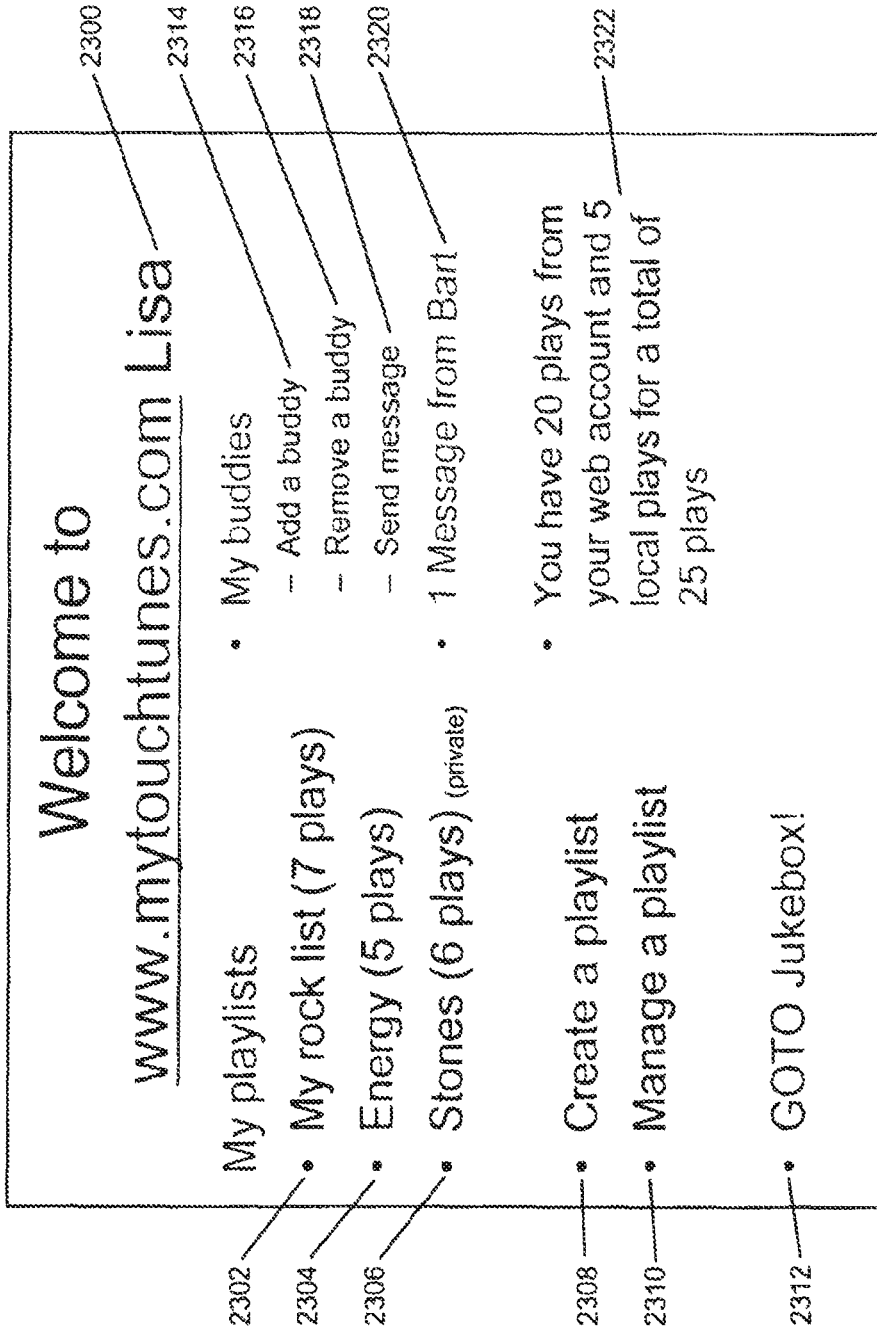 Welcome to
www.mytouchtunes.com Lisa
2300
My playlists
2302
• My rock list (7 plays)
2304
• Energy (5 plays)
2306
• Stones (6 plays) (private)
2308
• Create a playlist
2310
• Manage a playlist
2312
• GOTO Jukebox!
• My buddies
– Add a buddy
2314
– Remove a buddy
2316
– Send message
2318
• 1 Message from Bart
2320
• You have 20 plays from
your web account and 5
local plays for a total of
25 plays
2322